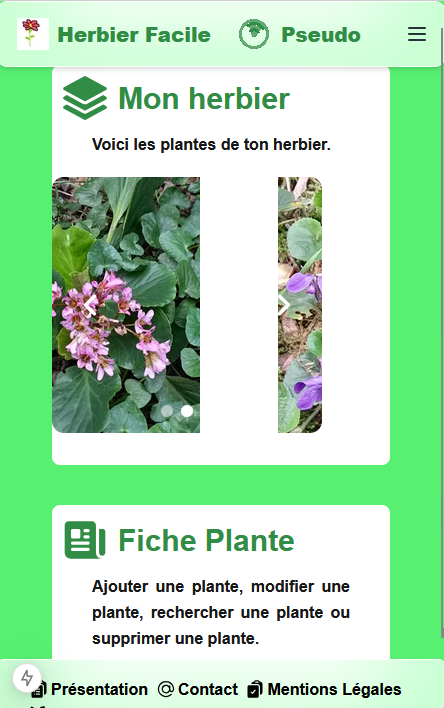 Herbier Facile
Pseudo
Mon herbier
Voici les plantes de ton herbier.
Fiche Plante
Ajouter une plante, modifier une
plante, rechercher une plante ou
supprimer une plante.
Présentation @ Contact Mentions Légales